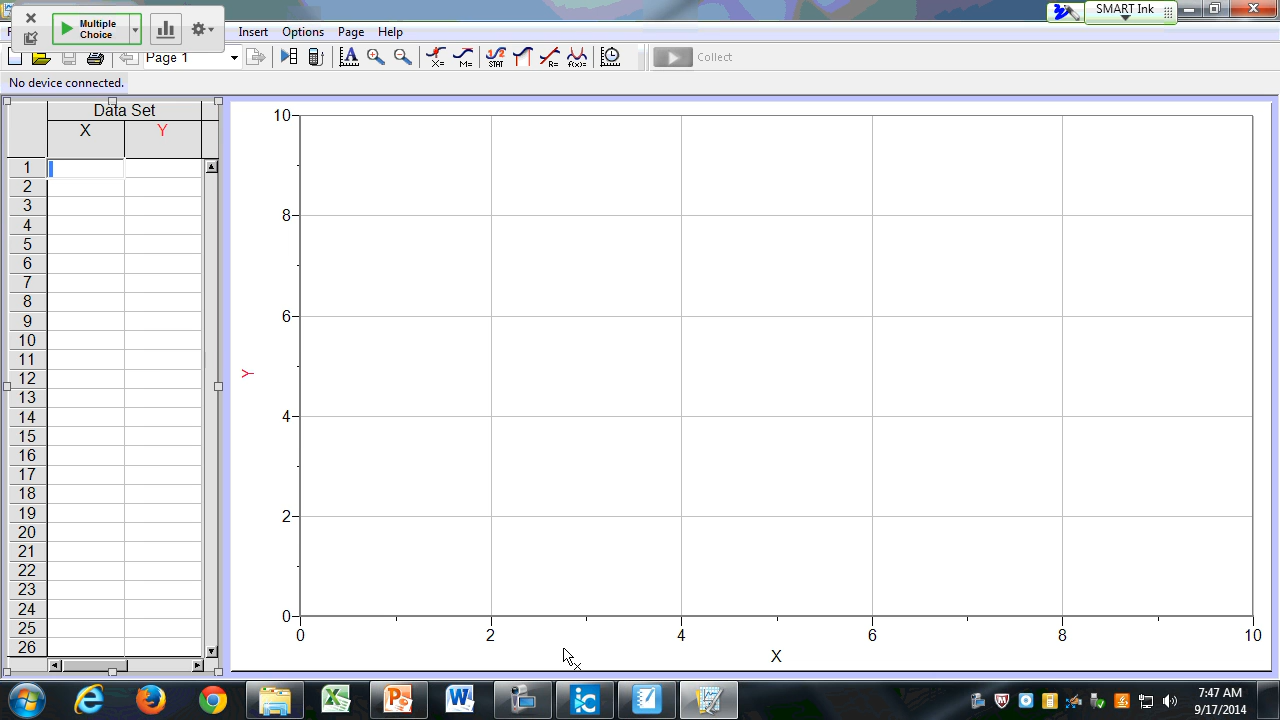 Multiple
Choice
SMART Ink
Insert Options Page Help
Page 1
X= M= STAT R= f(x)=
Collect
No device connected.
Data Set
X Y
1
2
3
4
5
6
7
8
9
10
11
12
13
14
15
16
17
18
19
20
21
22
23
24
25
26
10
8
6
4
2
0
Y
0 2 4 6 8 10
X
7:47 AM
9/17/2014